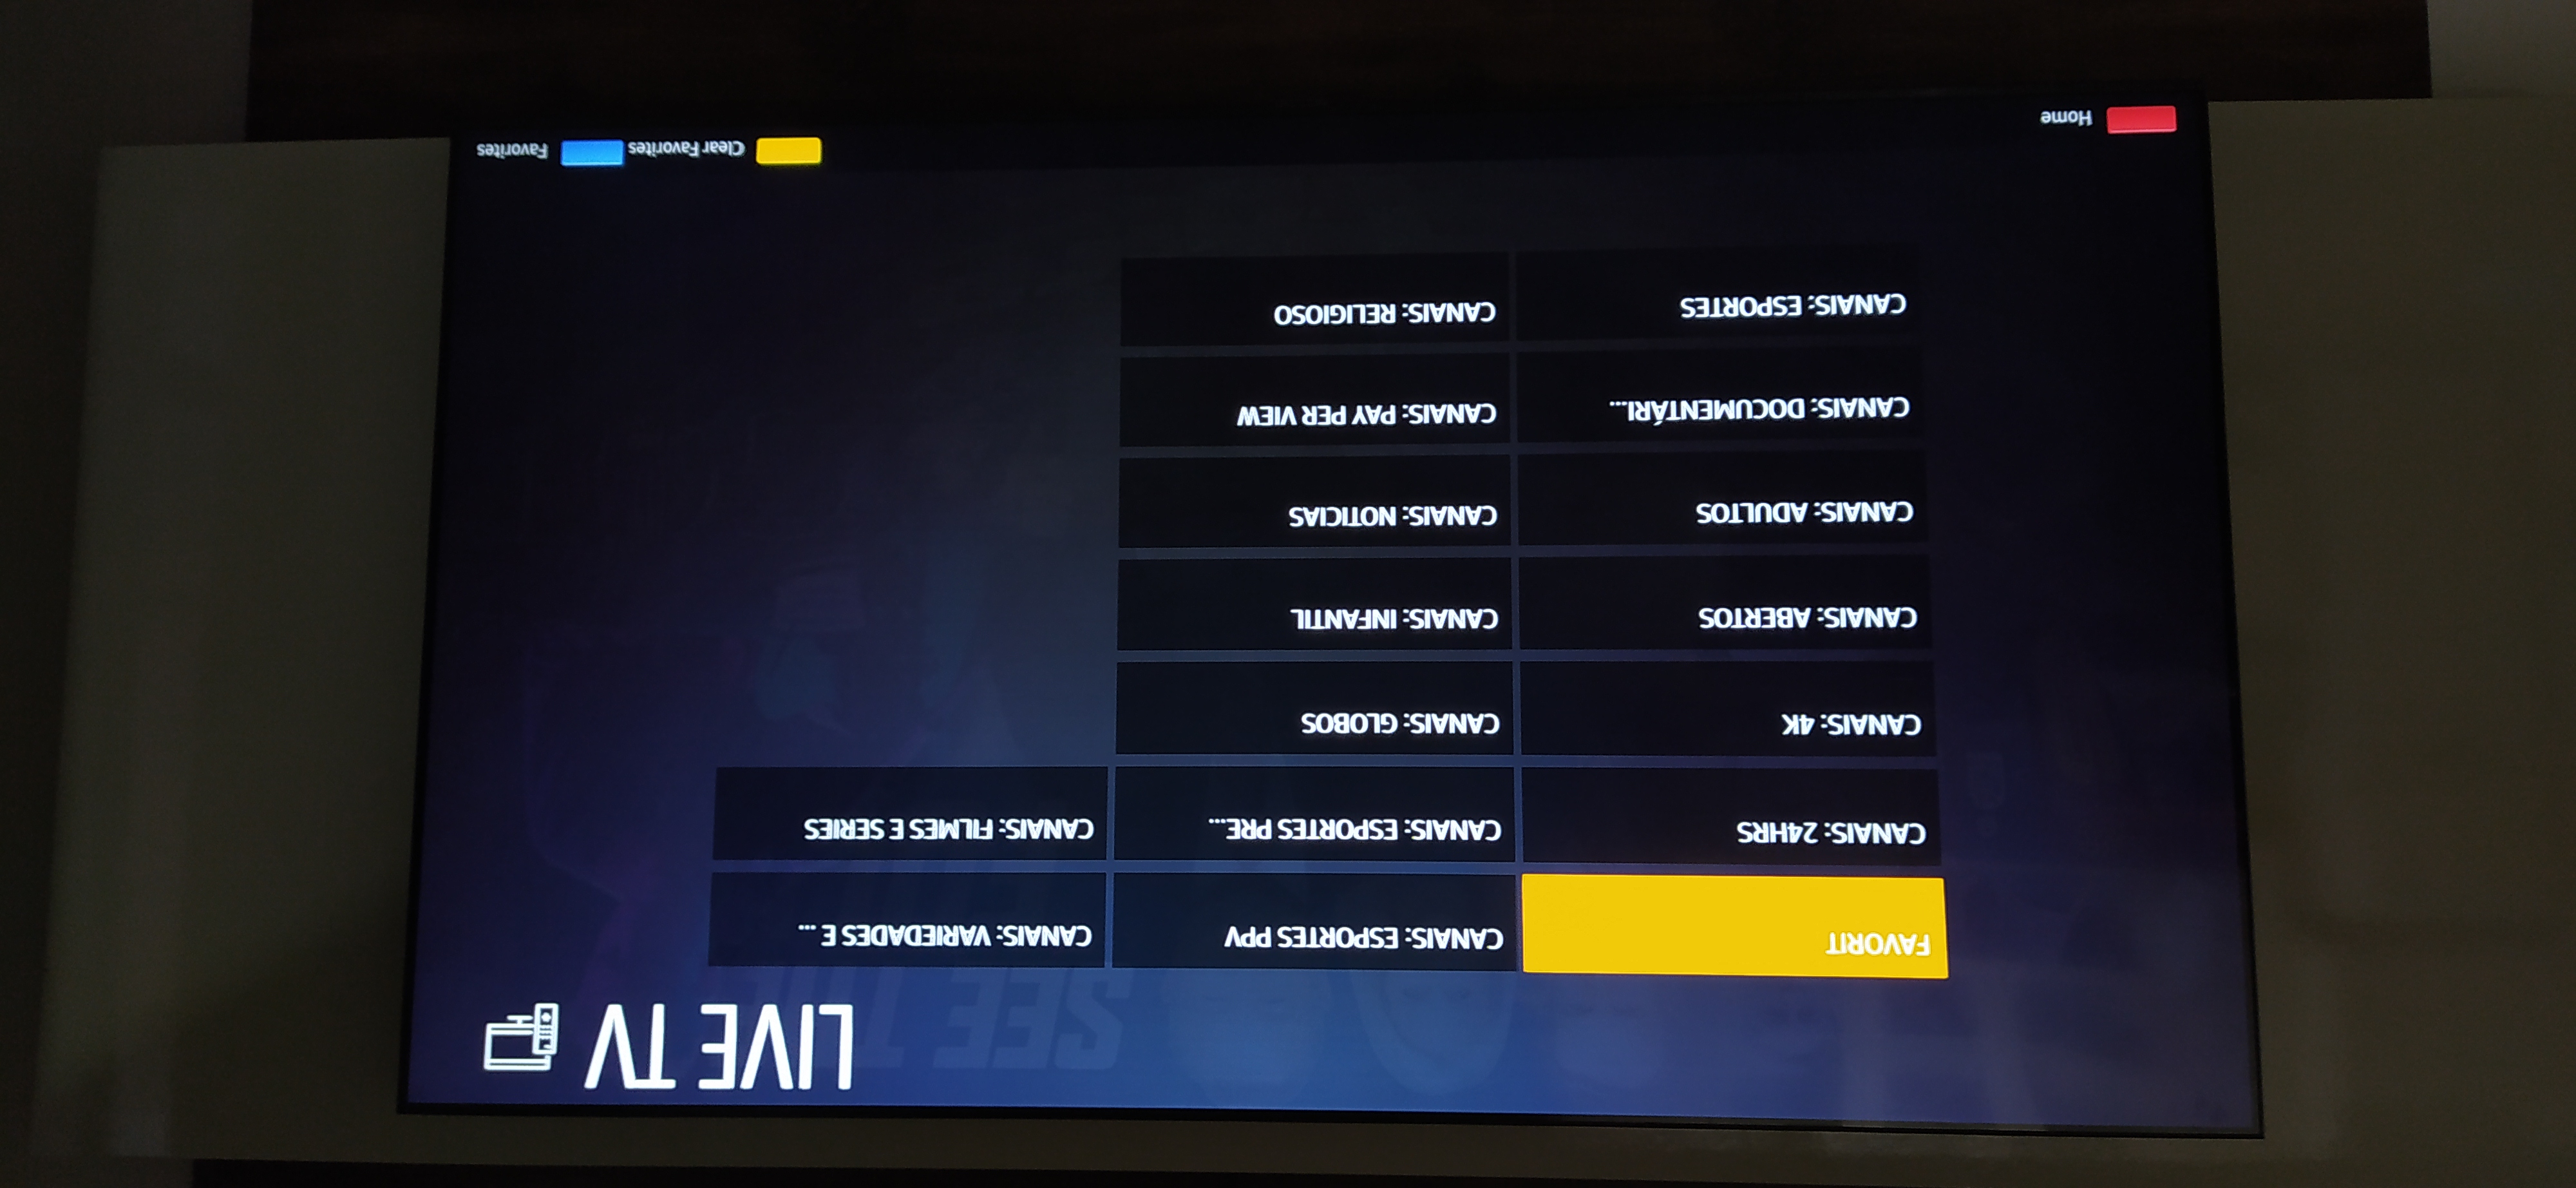 LIVE TV
SEE
FAVORIT
CANAIS: 24HRS
CANAIS: 4K
CANAIS: ABERTOS
CANAIS: ADULTOS
CANAIS: DOCUMENTÁRI...
CANAIS: ESPORTES
CANAIS: ESPORTES PPV
CANAIS: ESPORTES PRE...
CANAIS: GLOBOS
CANAIS: INFANTIL
CANAIS: NOTICIAS
CANAIS: PAY PER VIEW
CANAIS: RELIGIOSO
CANAIS: VARIEDADES E ...
CANAIS: FILMES E SERIES
Home
Clear Favorites
Favorites